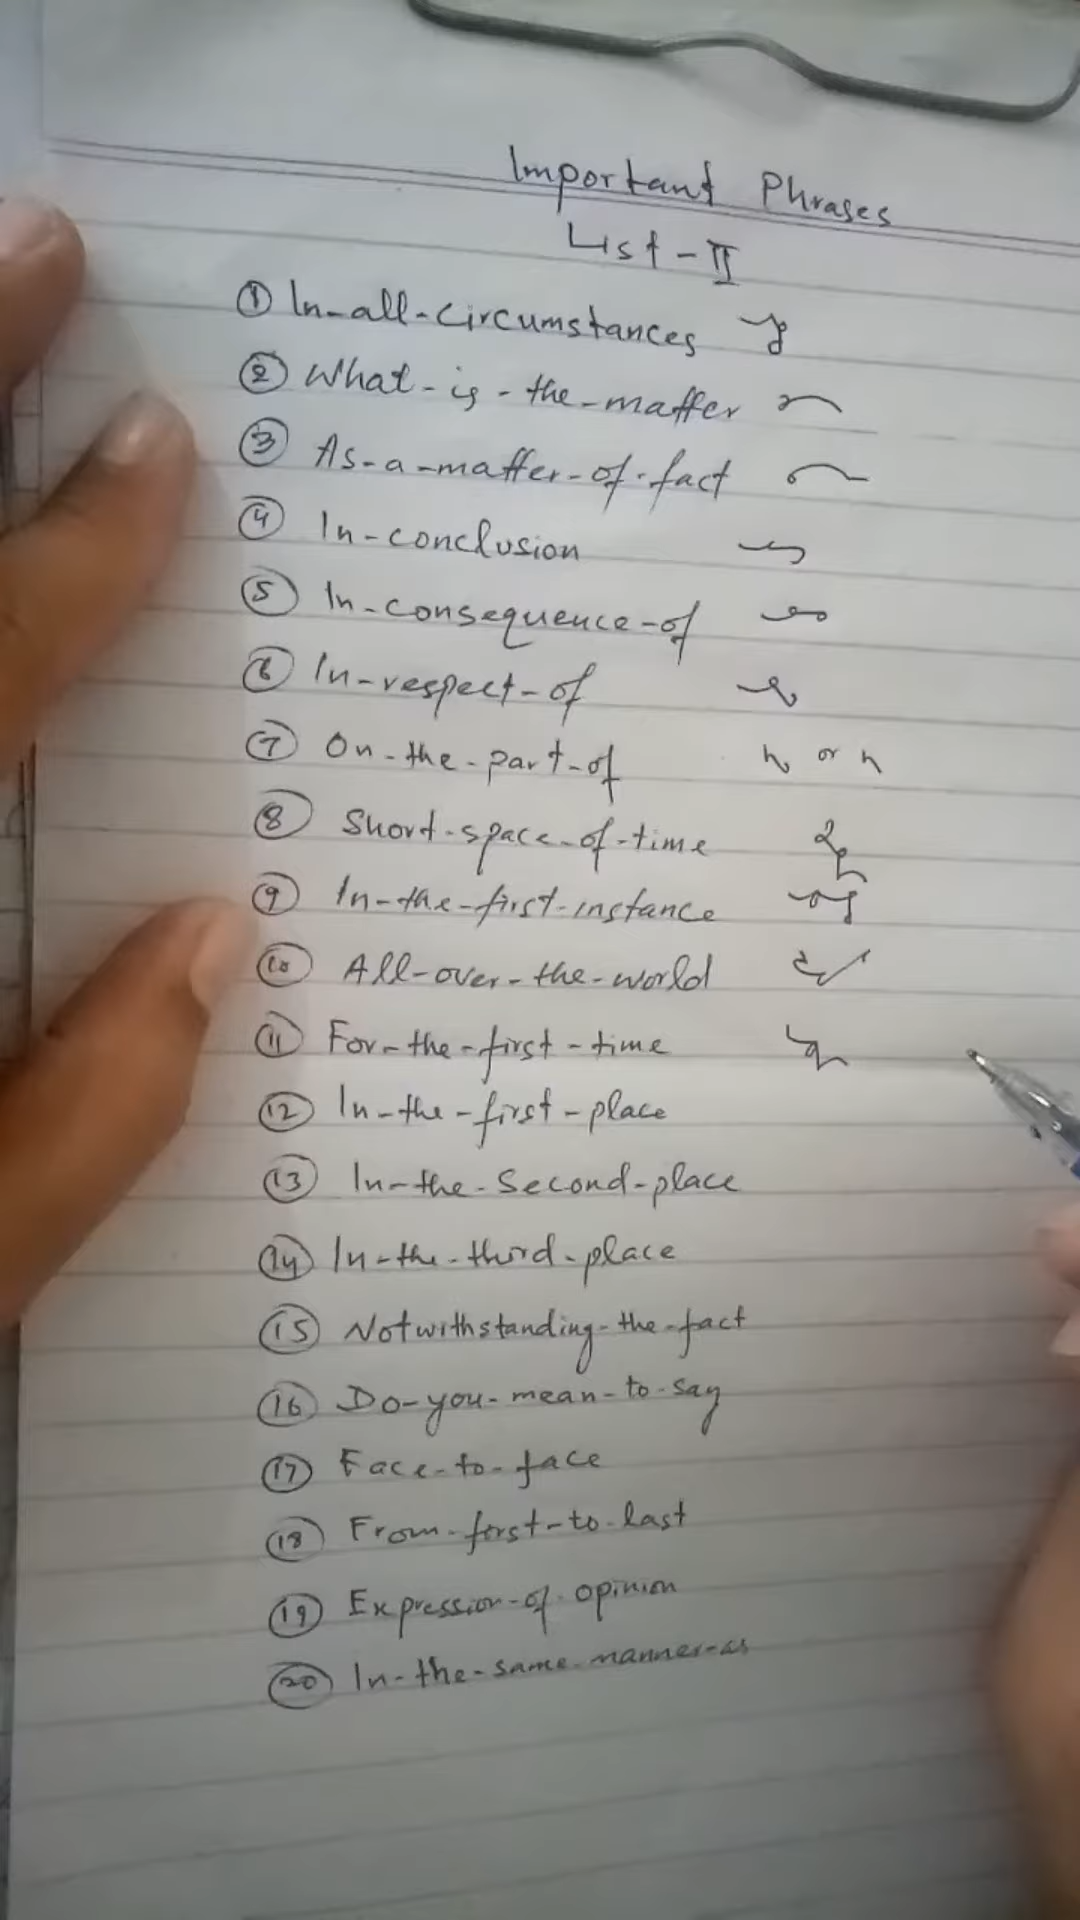 Important Phrases
List-II
① In-all-circumstances
② What-is-the-matter
③ As-a-matter-of-fact
④ In-conclusion
⑤ In-consequence-of
⑥ In-respect-of
⑦ On-the-part-of or
⑧ Short-space-of-time
⑨ In-the-first-instance
⑩ All-over-the-world
⑪ For-the-first-time
⑫ In-the-first-place
⑬ In-the-Second-place
⑭ In-the-third-place
⑮ Notwithstanding-the-fact
⑯ Do-you-mean-to-say
⑰ Face-to-face
⑱ From-first-to-last
⑲ Expression-of-opinion
⑳ In-the-same-manner-as